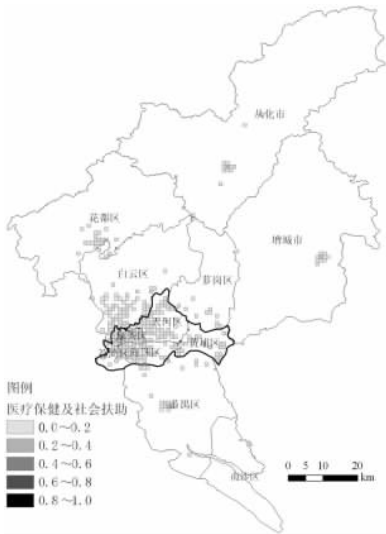 从化市
花都区
增城市
白云区
萝岗区
天河区
黄埔区
番禺区
南沙区
图例
医疗保健及社会扶助
0.0～0.2
0.2～0.4
0.4～0.6
0.6～0.8
0.8～1.0
0 5 10 20
km